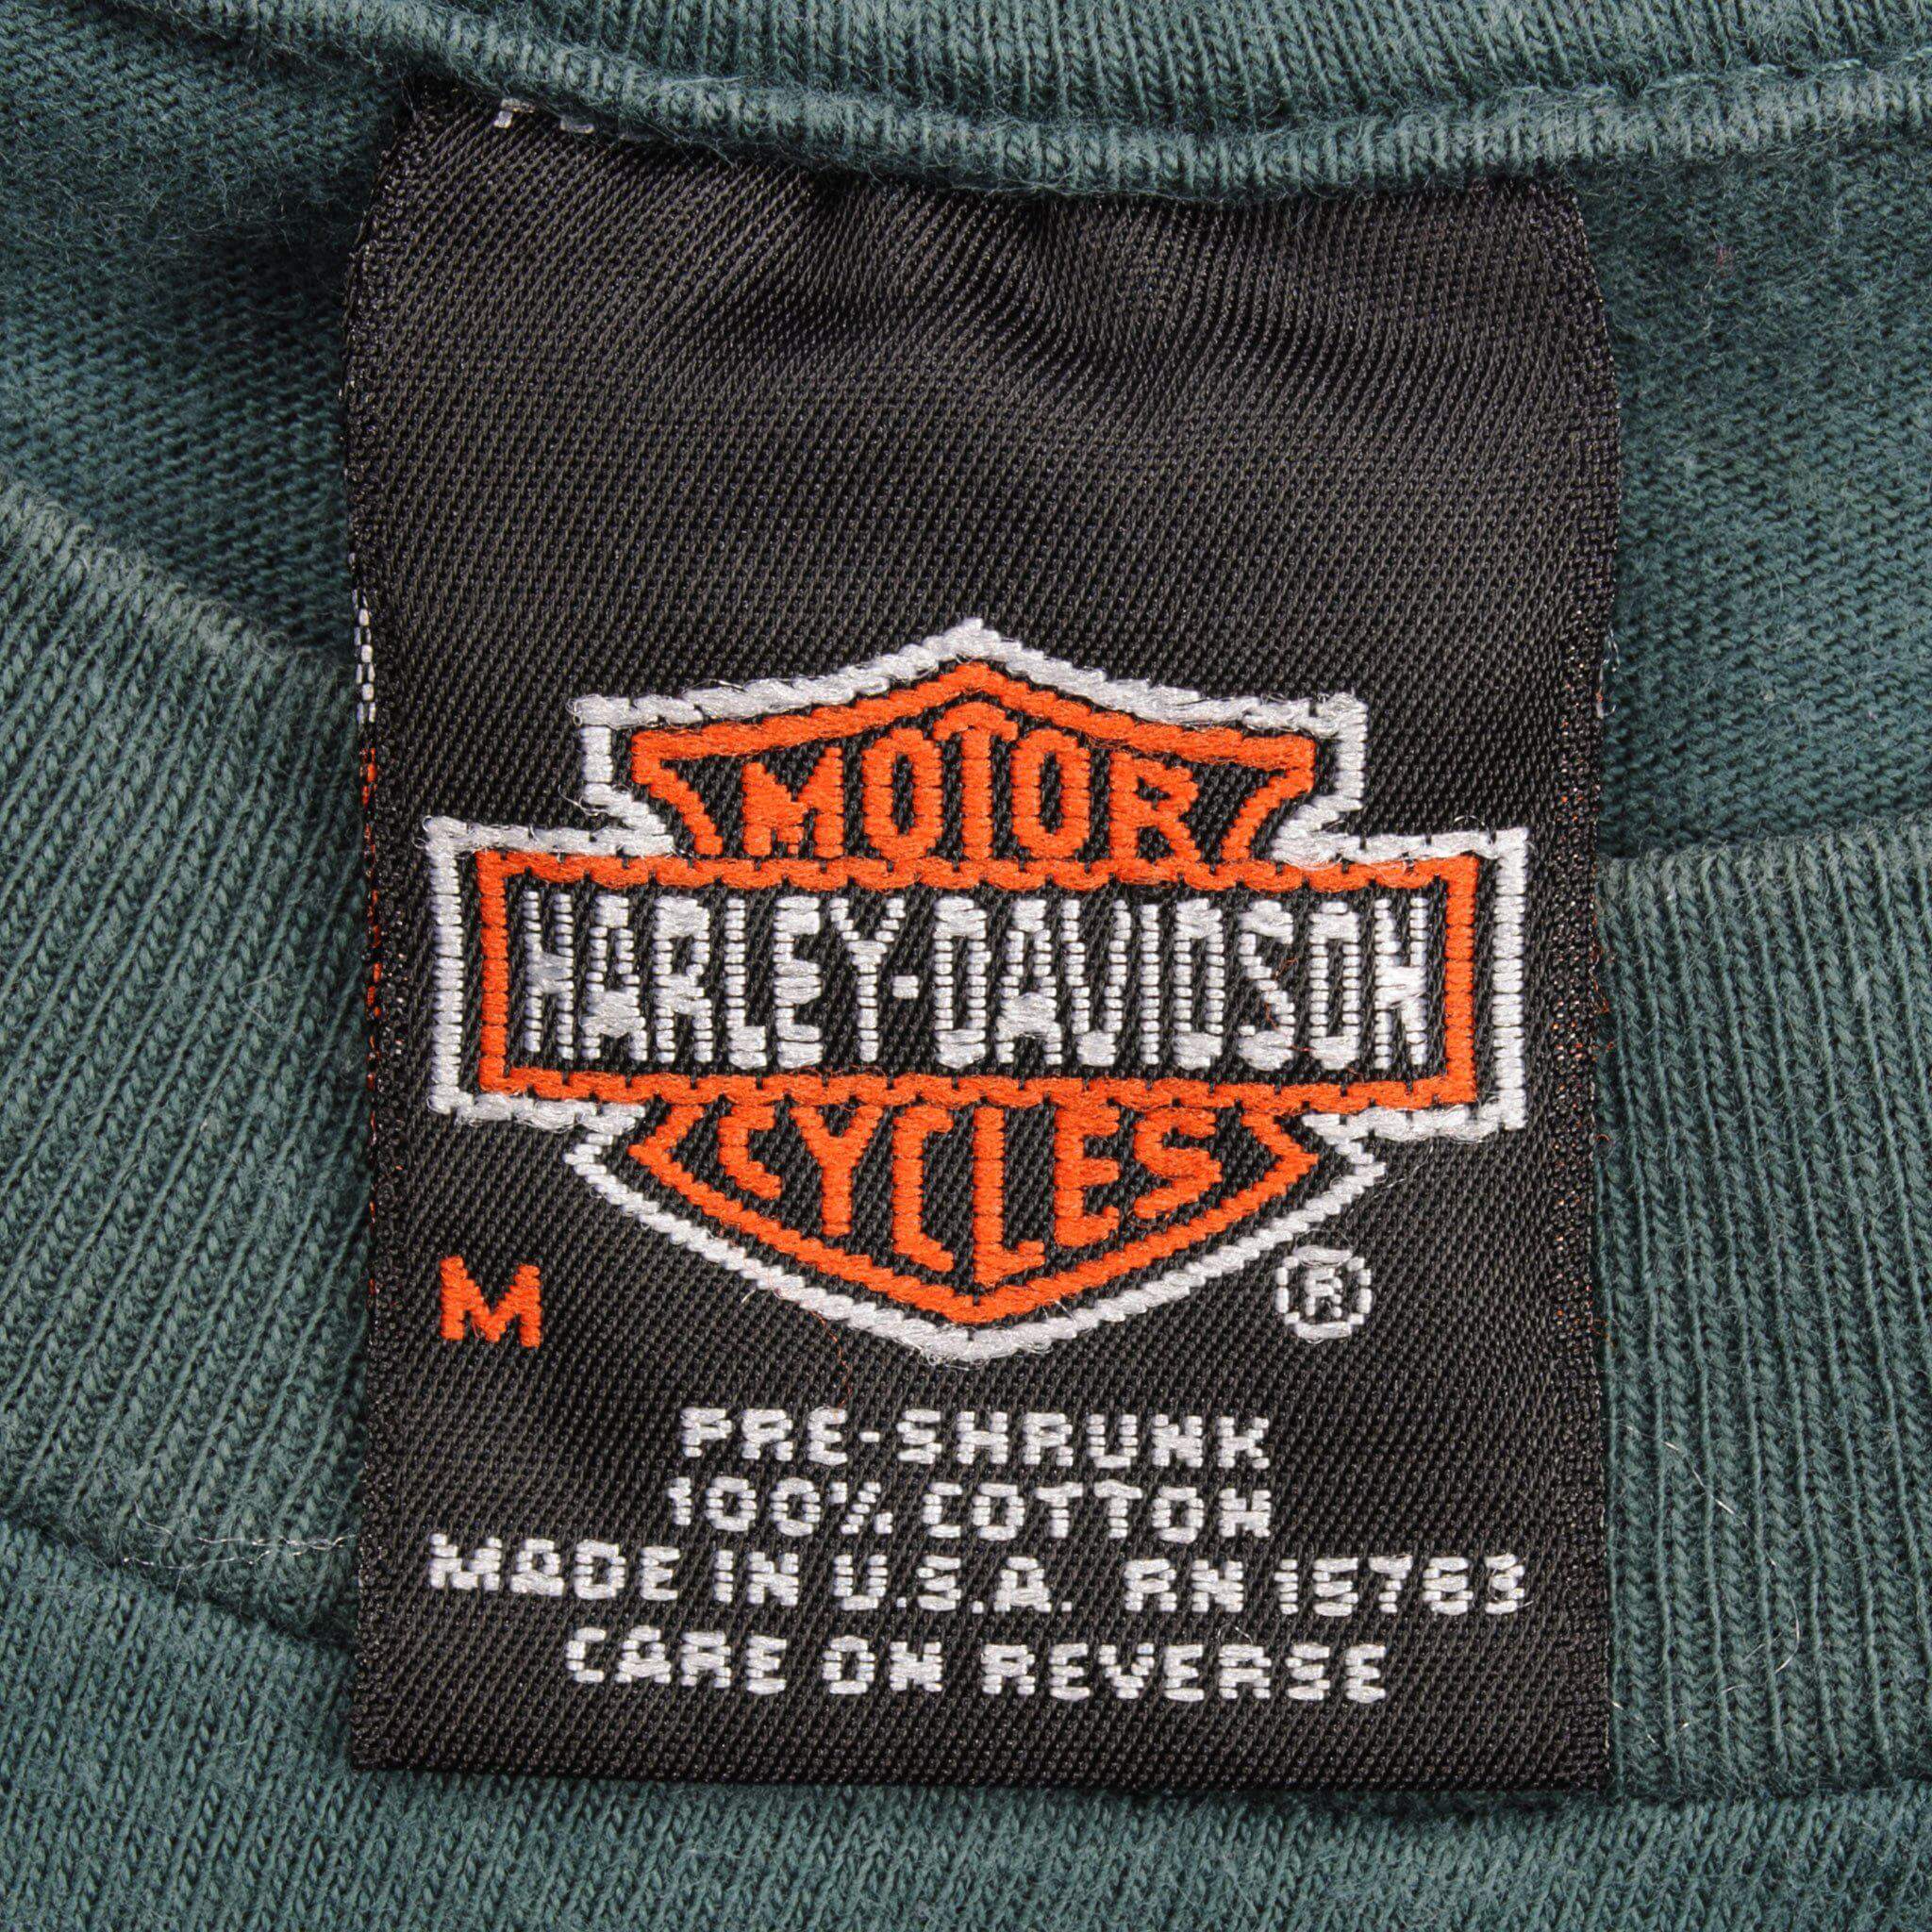 MOTOR
HARLEY-DAVIDSON
CYCLES
M
®
PRE-SHRUNK
100% COTTON
MADE IN U.S.A. RN 15763
CARE ON REVERSE